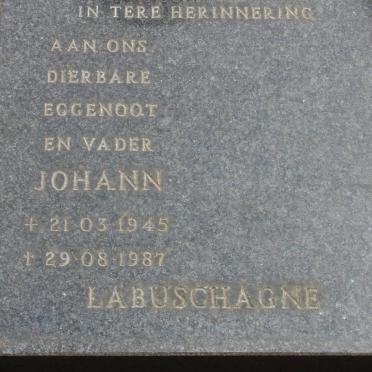 IN TERE HERINNERING
AAN ONS
DIERBARE
EGGENOOT
EN VADER
JOHANN
+ 21·03·1945
† 29·08·1987
LABUSCHAGNE